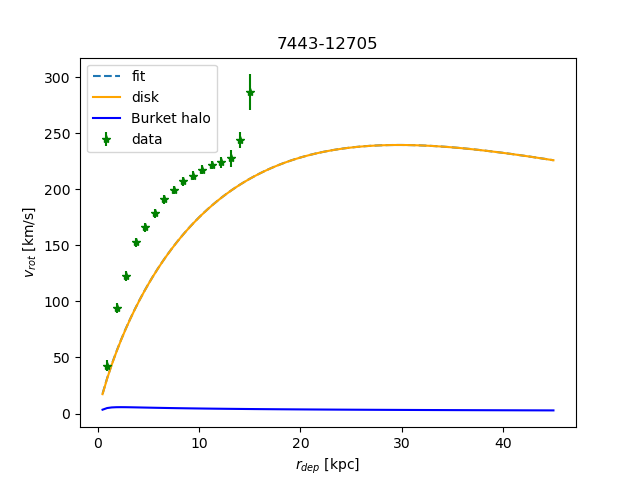 7443-12705
fit
disk
Burket halo
data
300
250
200
150
100
50
0
v_rot [km/s]
0 10 20 30 40
r_dep [kpc]